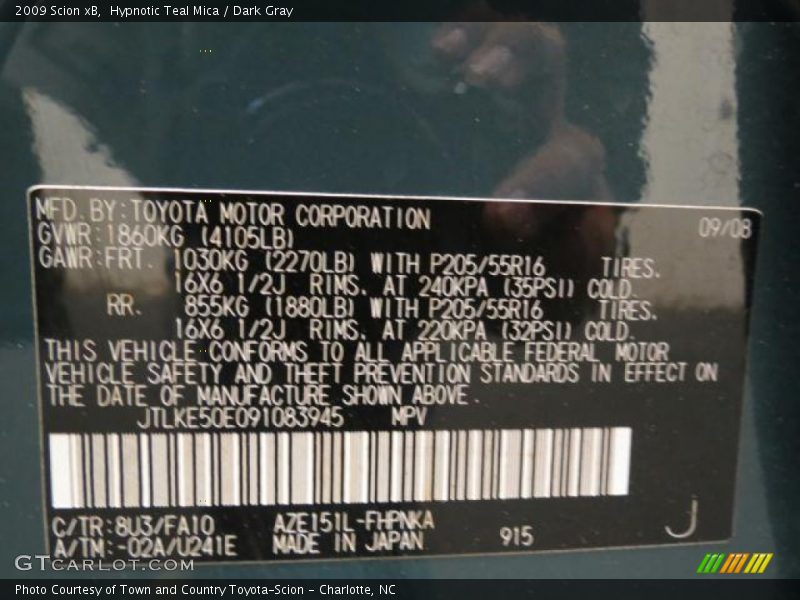 2009 Scion xB,  Hypnotic Teal Mica / Dark Gray
MFD.BY:TOYOTA MOTOR CORPORATION 09/08
GVWR:1860KG (4105LB)
GAWR:FRT. 1030KG (2270LB) WITH P205/55R16 TIRES.
16X6 1/2J RIMS. AT 240KPA (35PSI) COLD.
RR. 855KG (1880LB) WITH P205/55R16 TIRES.
16X6 1/2J RIMS. AT 220KPA (32PSI) COLD.
THIS VEHICLE CONFORMS TO ALL APPLICABLE FEDERAL MOTOR
VEHICLE SAFETY AND THEFT PREVENTION STANDARDS IN EFFECT ON
THE DATE OF MANUFACTURE SHOWN ABOVE.
JTLKE50E091083945 MPV
C/TR:8U3/FA10 AZE151L-FHPNKA
A/TM:-02A/U241E MADE IN JAPAN 915 J
GTCARLOT.COM
Photo Courtesy of Town and Country Toyota-Scion - Charlotte, NC